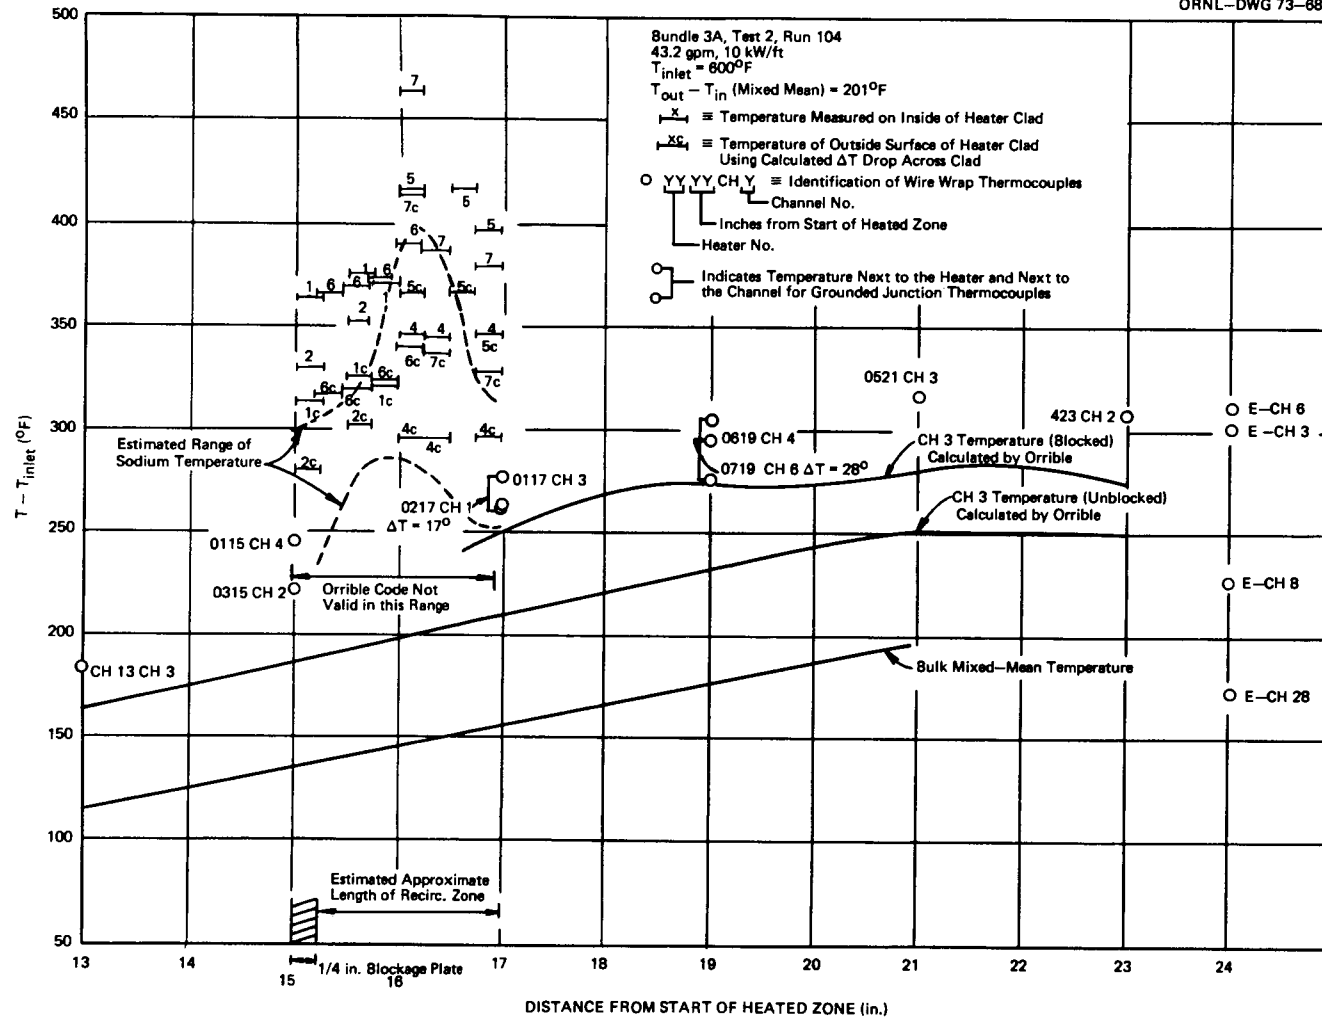 ORNL-DWG 73-68
500
450
400
350
300
250
200
150
100
50
T - Tinlet (°F)
Bundle 3A, Test 2, Run 104
43.2 gpm, 10 kW/ft
Tinlet = 600°F
Tout - Tin (Mixed Mean) = 201°F
x ≡ Temperature Measured on Inside of Heater Clad
xc ≡ Temperature of Outside Surface of Heater Clad
Using Calculated ΔT Drop Across Clad
YY YY CH Y ≡ Identification of Wire Wrap Thermocouples
Channel No.
Inches from Start of Heated Zone
Heater No.
Indicates Temperature Next to the Heater and Next to
the Channel for Grounded Junction Thermocouples
7
5
7c
5
5
6
7
7
1
6
1
6
6
5c
5c
2
4
4
4
5c
6c
7c
2
1c
6c
7c
6c
1c
6c
1c
2c
4c
4c
4c
2c
Estimated Range of
Sodium Temperature
0117 CH 3
0217 CH 1
ΔT = 17°
0115 CH 4
0315 CH 2
Orrible Code Not
Valid in this Range
CH 13 CH 3
0521 CH 3
423 CH 2
E-CH 6
E-CH 3
0619 CH 4
0719 CH 6 ΔT = 28°
CH 3 Temperature (Blocked)
Calculated by Orrible
CH 3 Temperature (Unblocked)
Calculated by Orrible
E-CH 8
Bulk Mixed-Mean Temperature
E-CH 28
Estimated Approximate
Length of Recirc. Zone
1/4 in. Blockage Plate
13
14
15
16
17
18
19
20
21
22
23
24
DISTANCE FROM START OF HEATED ZONE (in.)